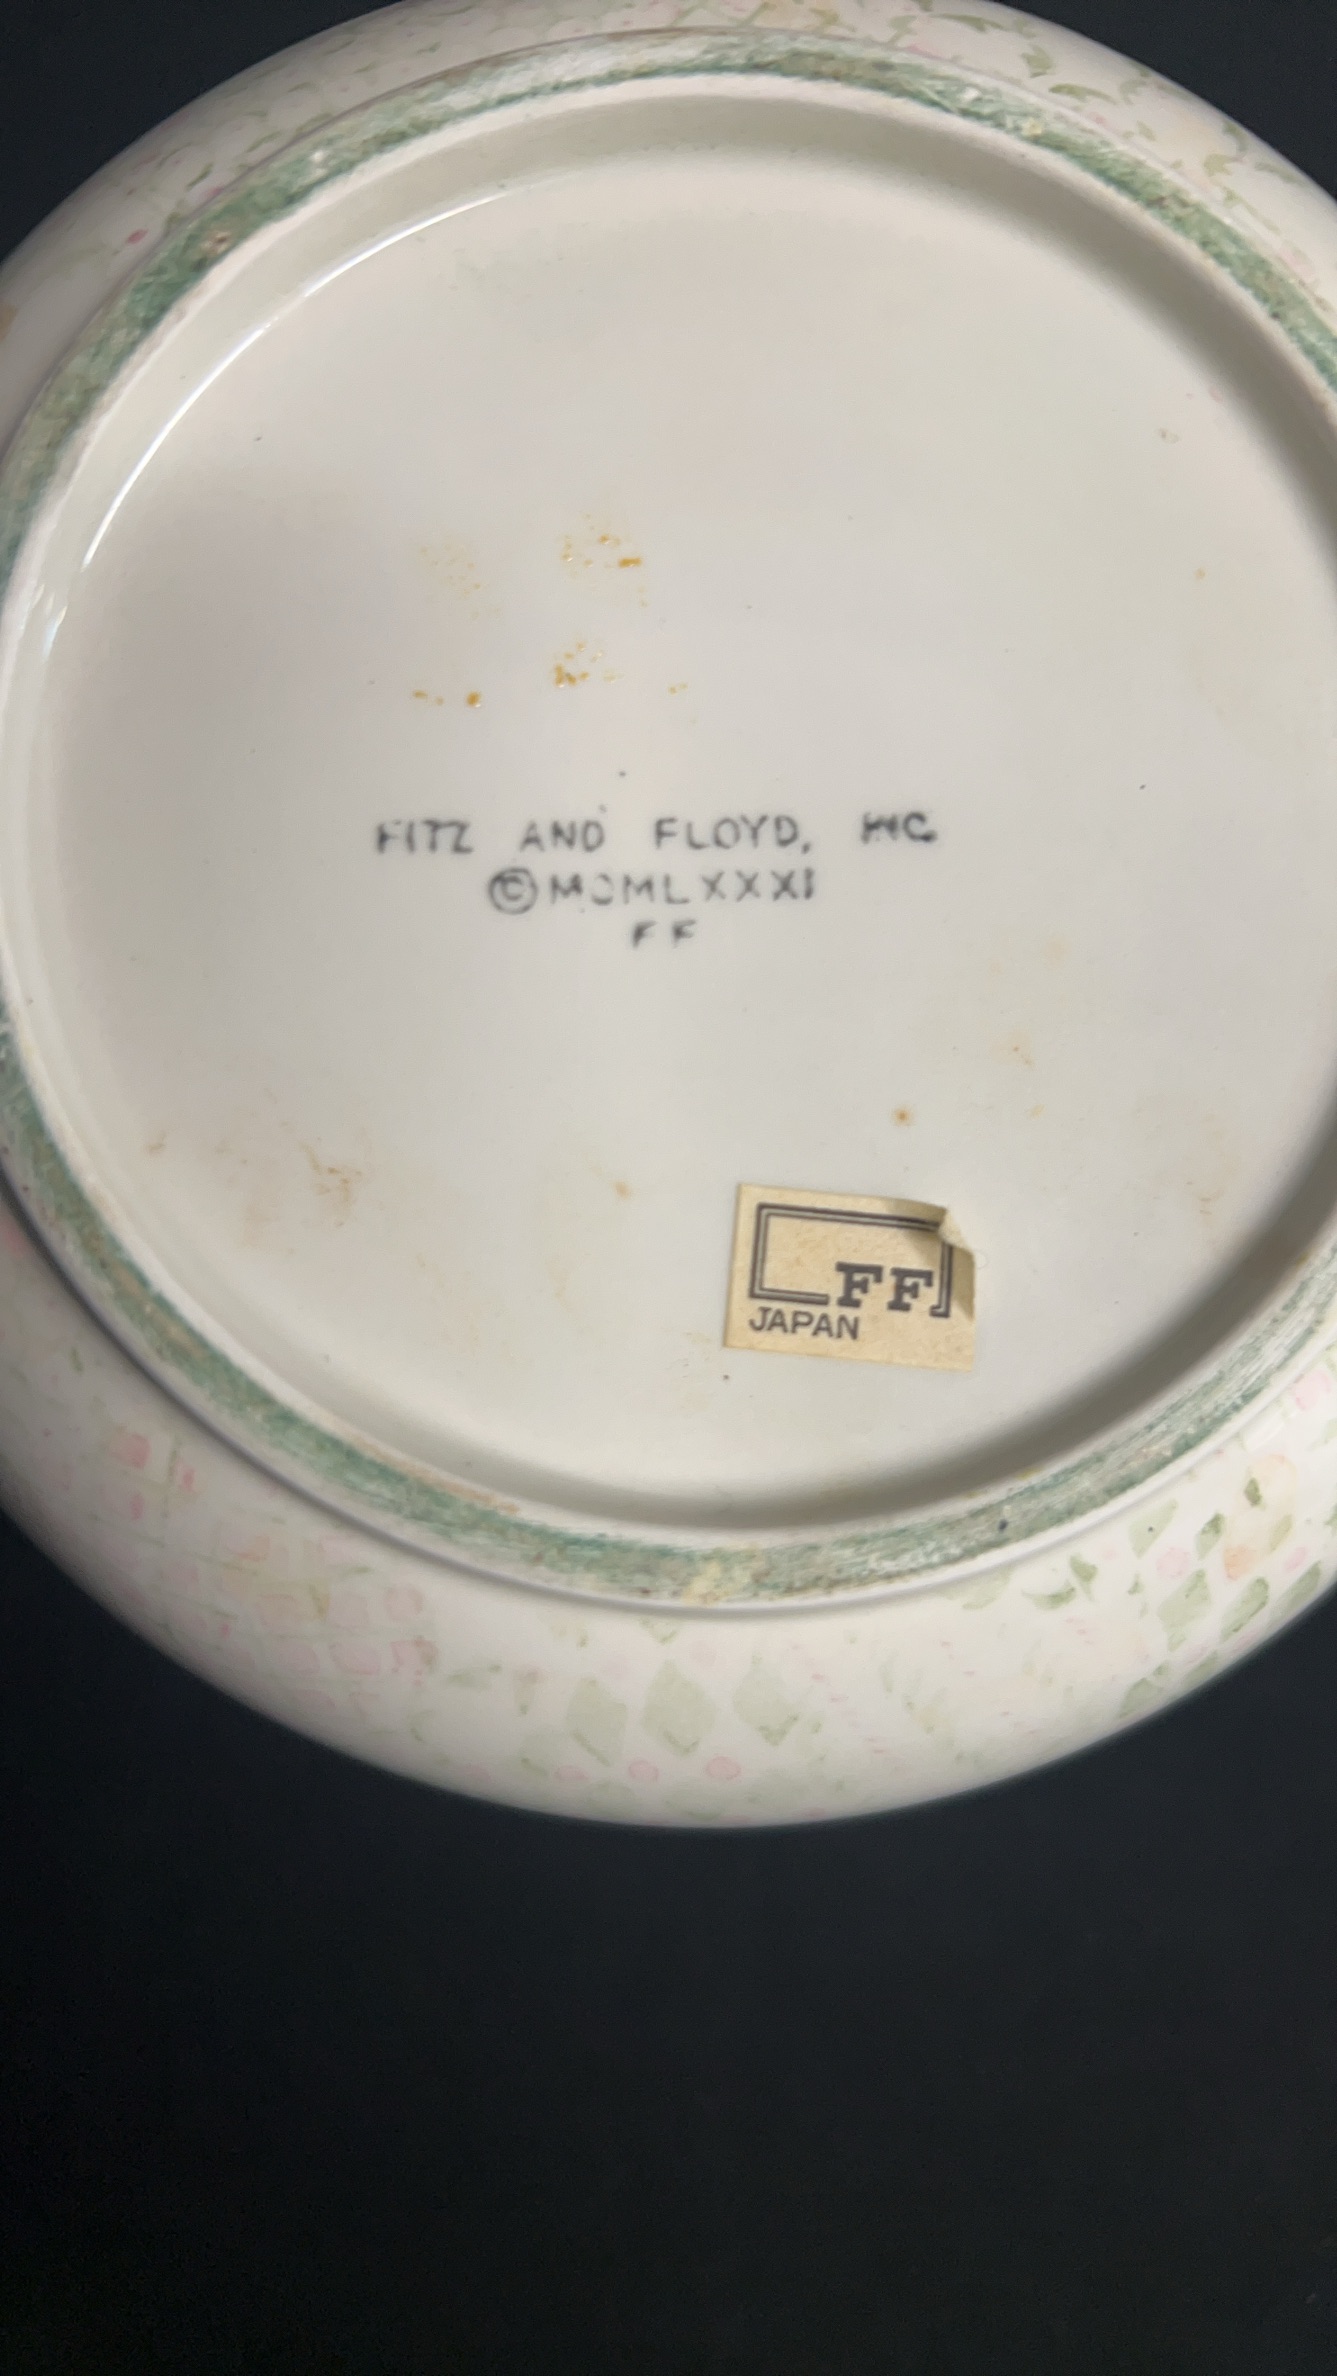 FITZ AND FLOYD, INC
©MCMLXXXI
FF
FF
JAPAN